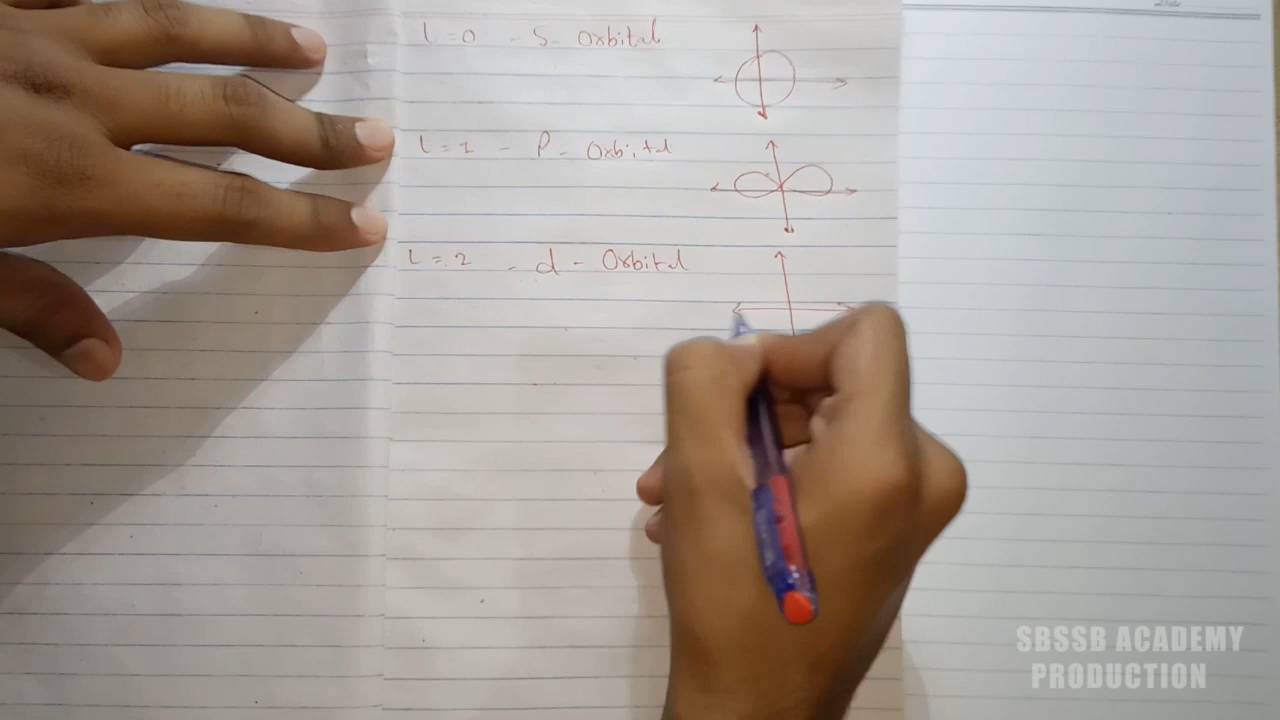 l=0 - S- Orbital
l=1 - P- Orbital
l=2 - d- Orbital
SBSSB ACADEMY
PRODUCTION